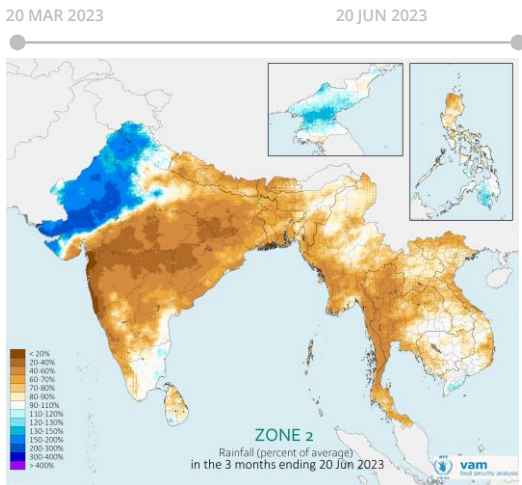 20 MAR 2023
20 JUN 2023
< 20%
20-40%
40-60%
60-70%
70-80%
80-90%
90-110%
110-120%
120-130%
130-150%
150-200%
200-300%
300-400%
> 400%
ZONE 2
Rainfall (percent of average)
in the 3 months ending 20 Jun 2023
vam
food security analysis